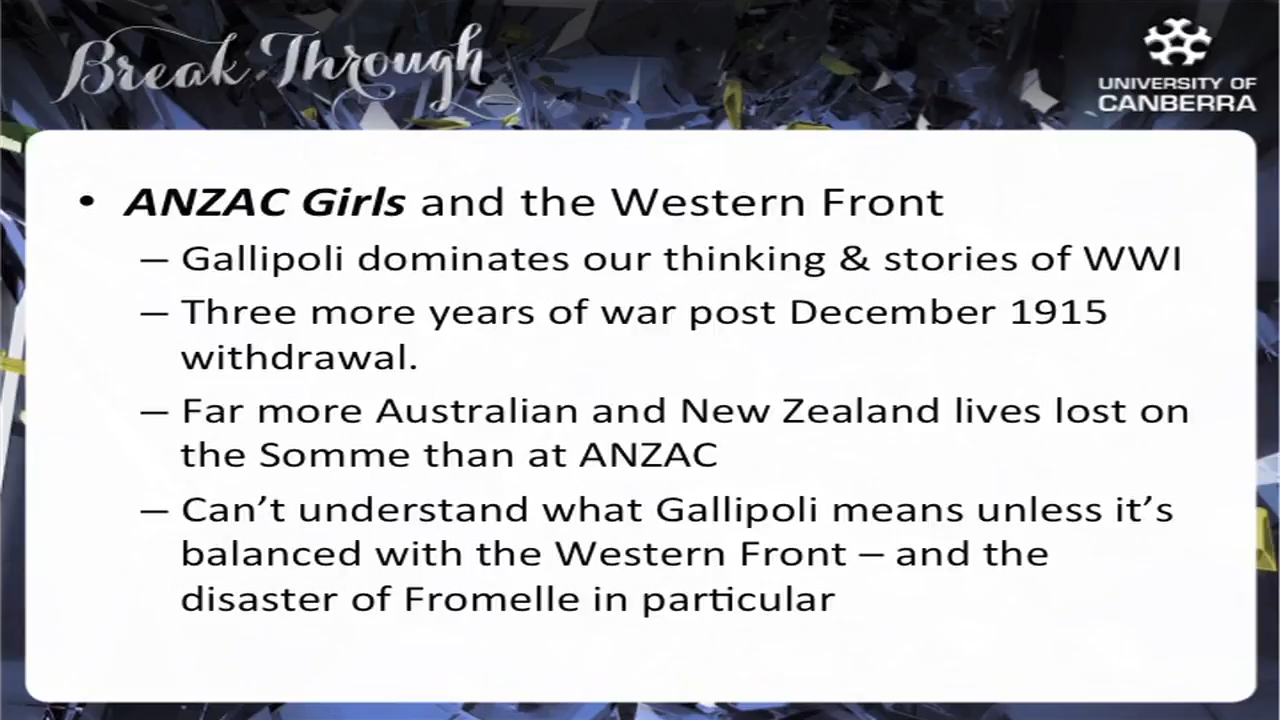 Break Through
UNIVERSITY OF
CANBERRA
• ANZAC Girls and the Western Front
– Gallipoli dominates our thinking & stories of WWI
– Three more years of war post December 1915
withdrawal.
– Far more Australian and New Zealand lives lost on
the Somme than at ANZAC
– Can’t understand what Gallipoli means unless it’s
balanced with the Western Front – and the
disaster of Fromelle in particular